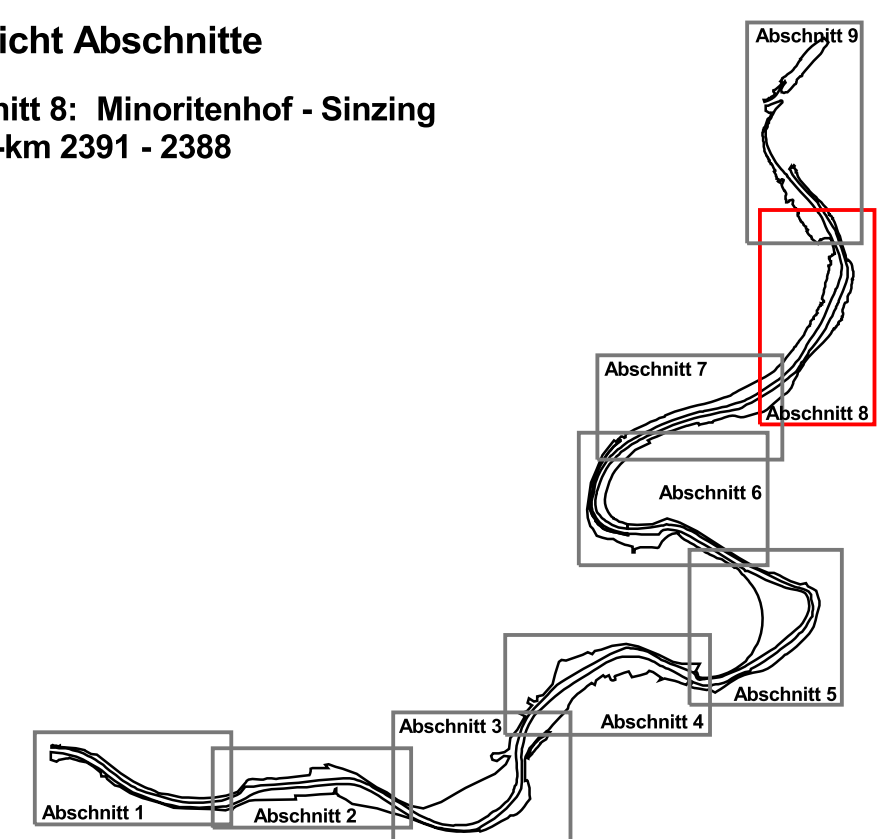 icht Abschnitte
nitt 8: Minoritenhof - Sinzing
-km 2391 - 2388
Abschnitt 9
Abschnitt 7
Abschnitt 8
Abschnitt 6
Abschnitt 5
Abschnitt 3
Abschnitt 4
Abschnitt 1
Abschnitt 2